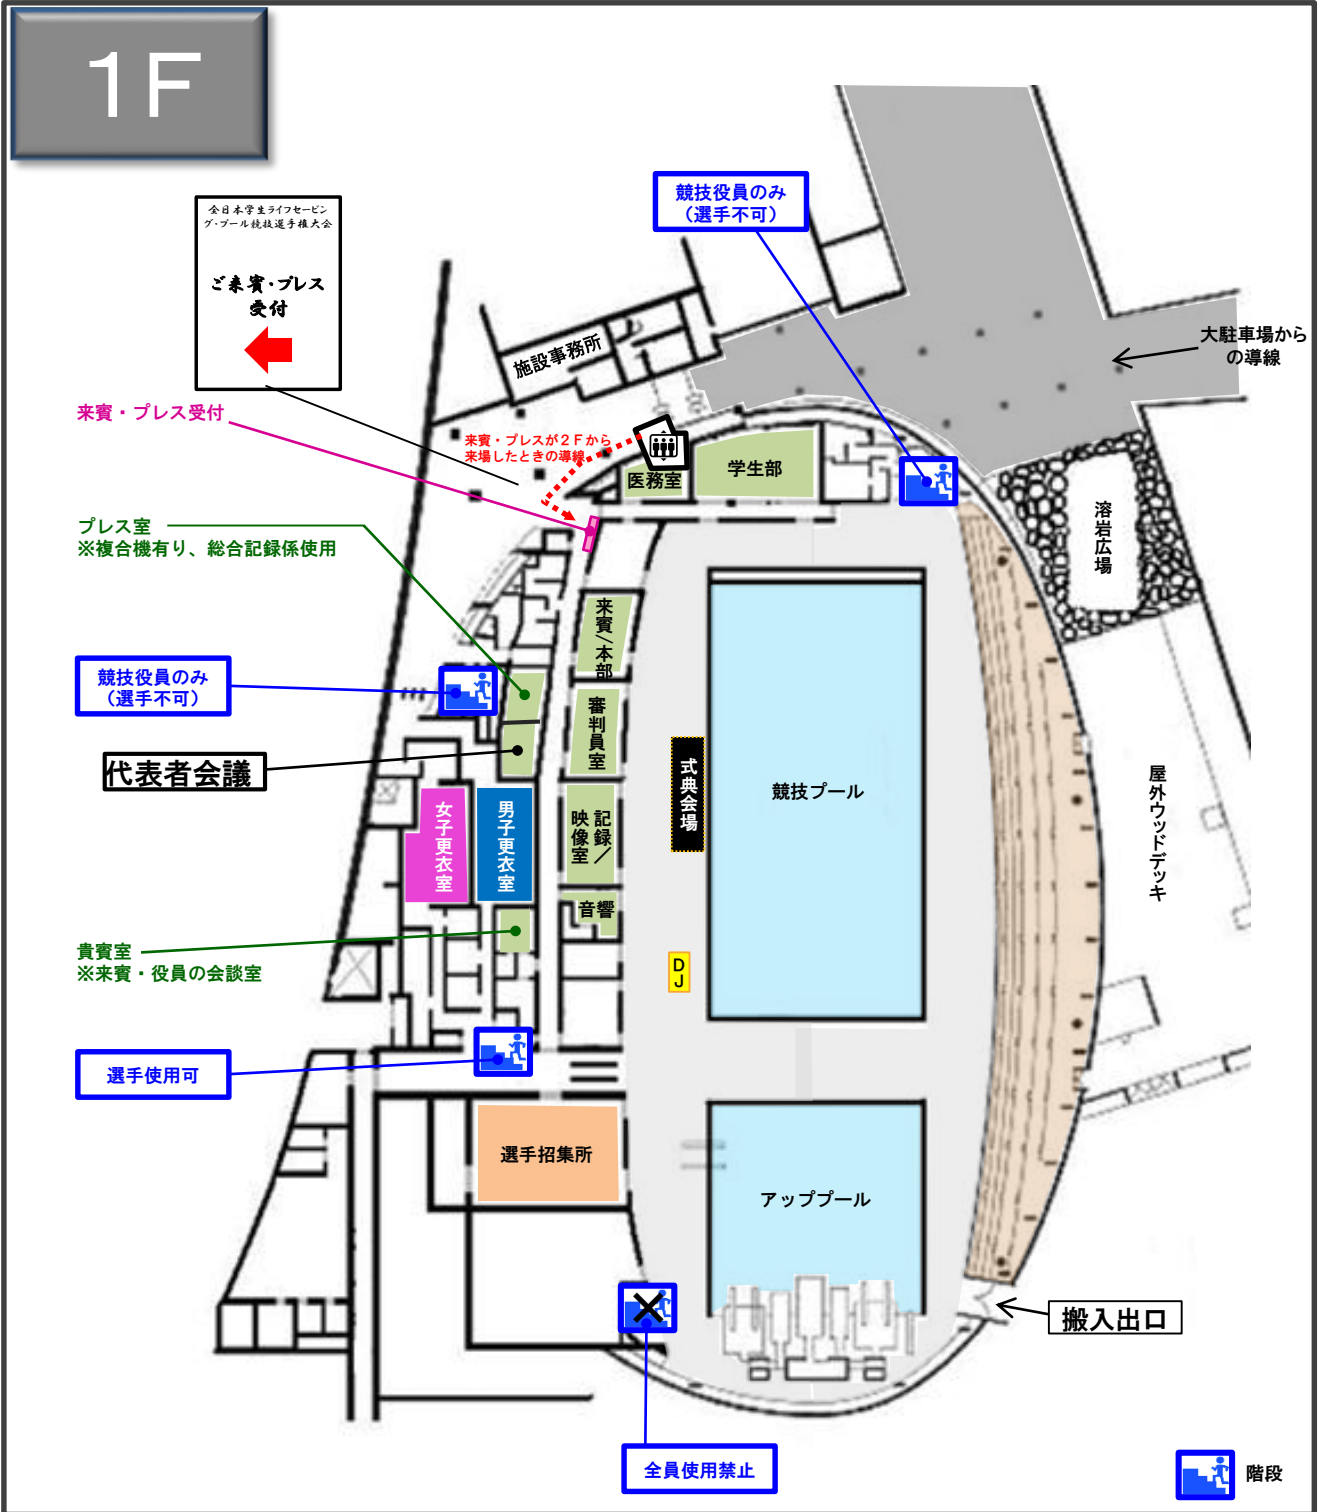 1F
全日本学生ライフセービン
グ・プール競技選手権大会
ご来賓・プレス
受付
競技役員のみ
（選手不可）
大駐車場から
の導線
施設事務所
来賓・プレス受付
来賓・プレスが２Fから
来場したときの導線
医務室
学生部
溶岩広場
プレス室
※複合機有り、総合記録係使用
来賓/本部
競技役員のみ
（選手不可）
審判員室
代表者会議
式典会場
競技プール
屋外ウッドデッキ
女子更衣室
男子更衣室
記録/
映像室
音響
貴賓室
※来賓・役員の会談室
DJ
選手使用可
選手招集所
アッププール
搬入出口
全員使用禁止
階段